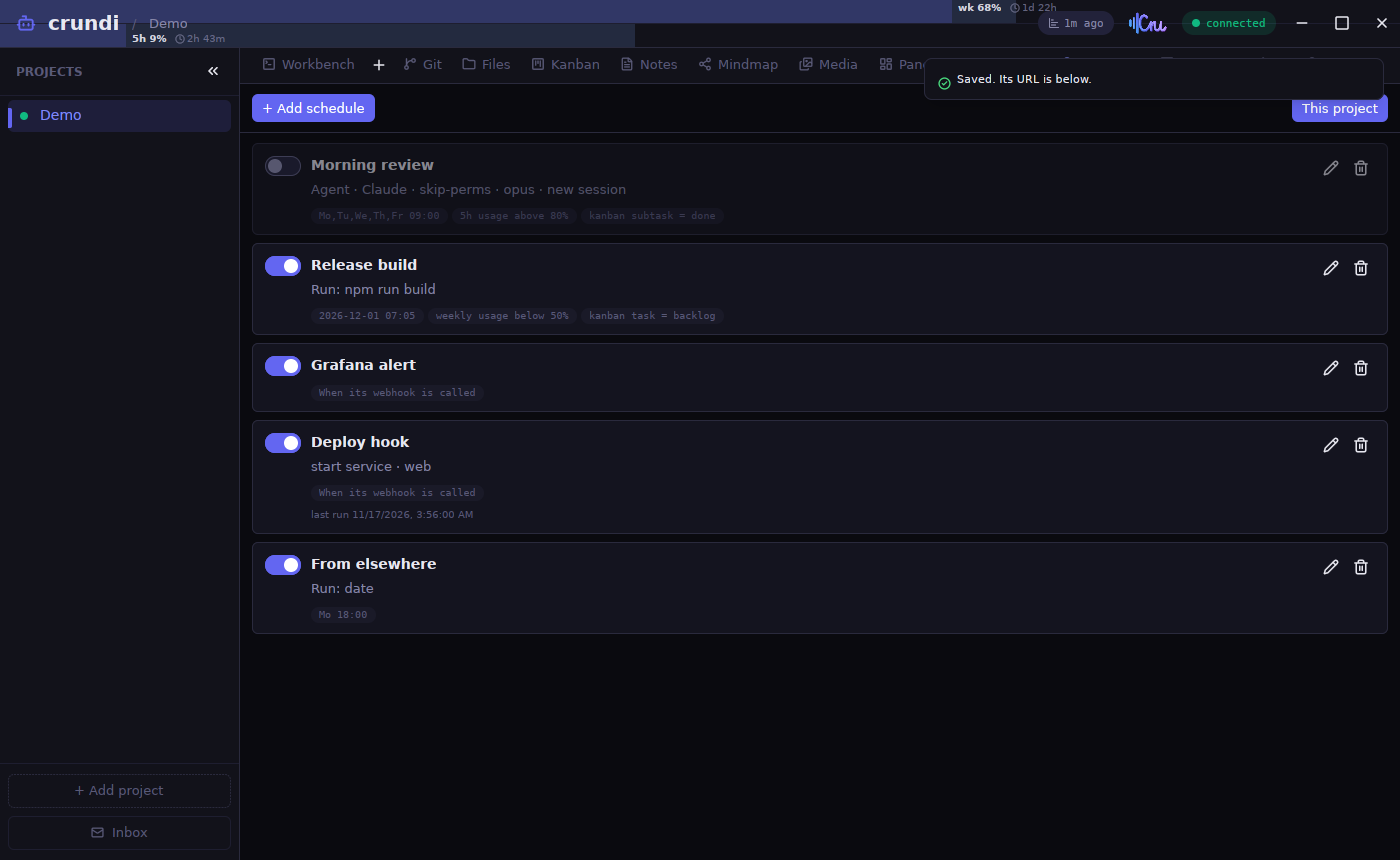 wk 68% 1d 22h
crundi / Demo
5h 9% 2h 43m
1m ago
connected
PROJECTS
Demo
Workbench + Git Files Kanban Notes Mindmap Media
Saved. Its URL is below.
+ Add schedule
This project
Morning review
Agent · Claude · skip-perms · opus · new session
Mo,Tu,We,Th,Fr 09:00 5h usage above 80% kanban subtask = done
Release build
Run: npm run build
2026-12-01 07:05 weekly usage below 50% kanban task = backlog
Grafana alert
When its webhook is called
Deploy hook
start service · web
When its webhook is called
last run 11/17/2026, 3:56:00 AM
From elsewhere
Run: date
Mo 18:00
+ Add project
Inbox